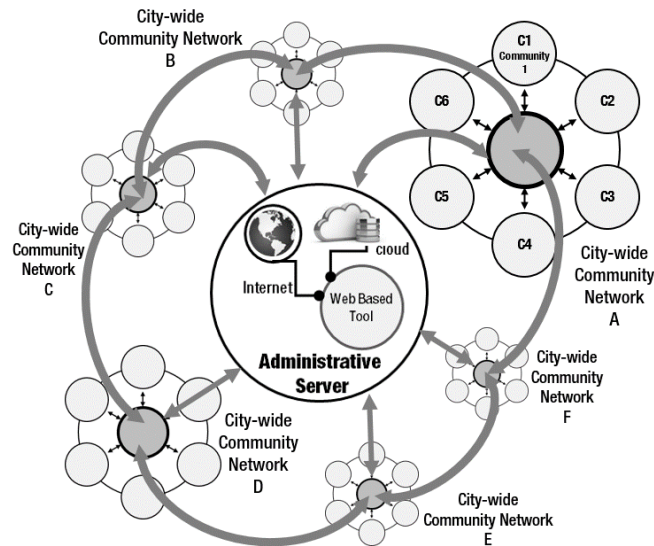 City-wide
Community Network
B
C1
Community
1
C6
C2
C5
C3
C4
City-wide
Community
Network
A
City-wide
Community
Network
C
cloud
Internet
Web Based
Tool
Administrative
Server
City-wide
Community
Network
F
City-wide
Community
Network
D
City-wide
Community Network
E